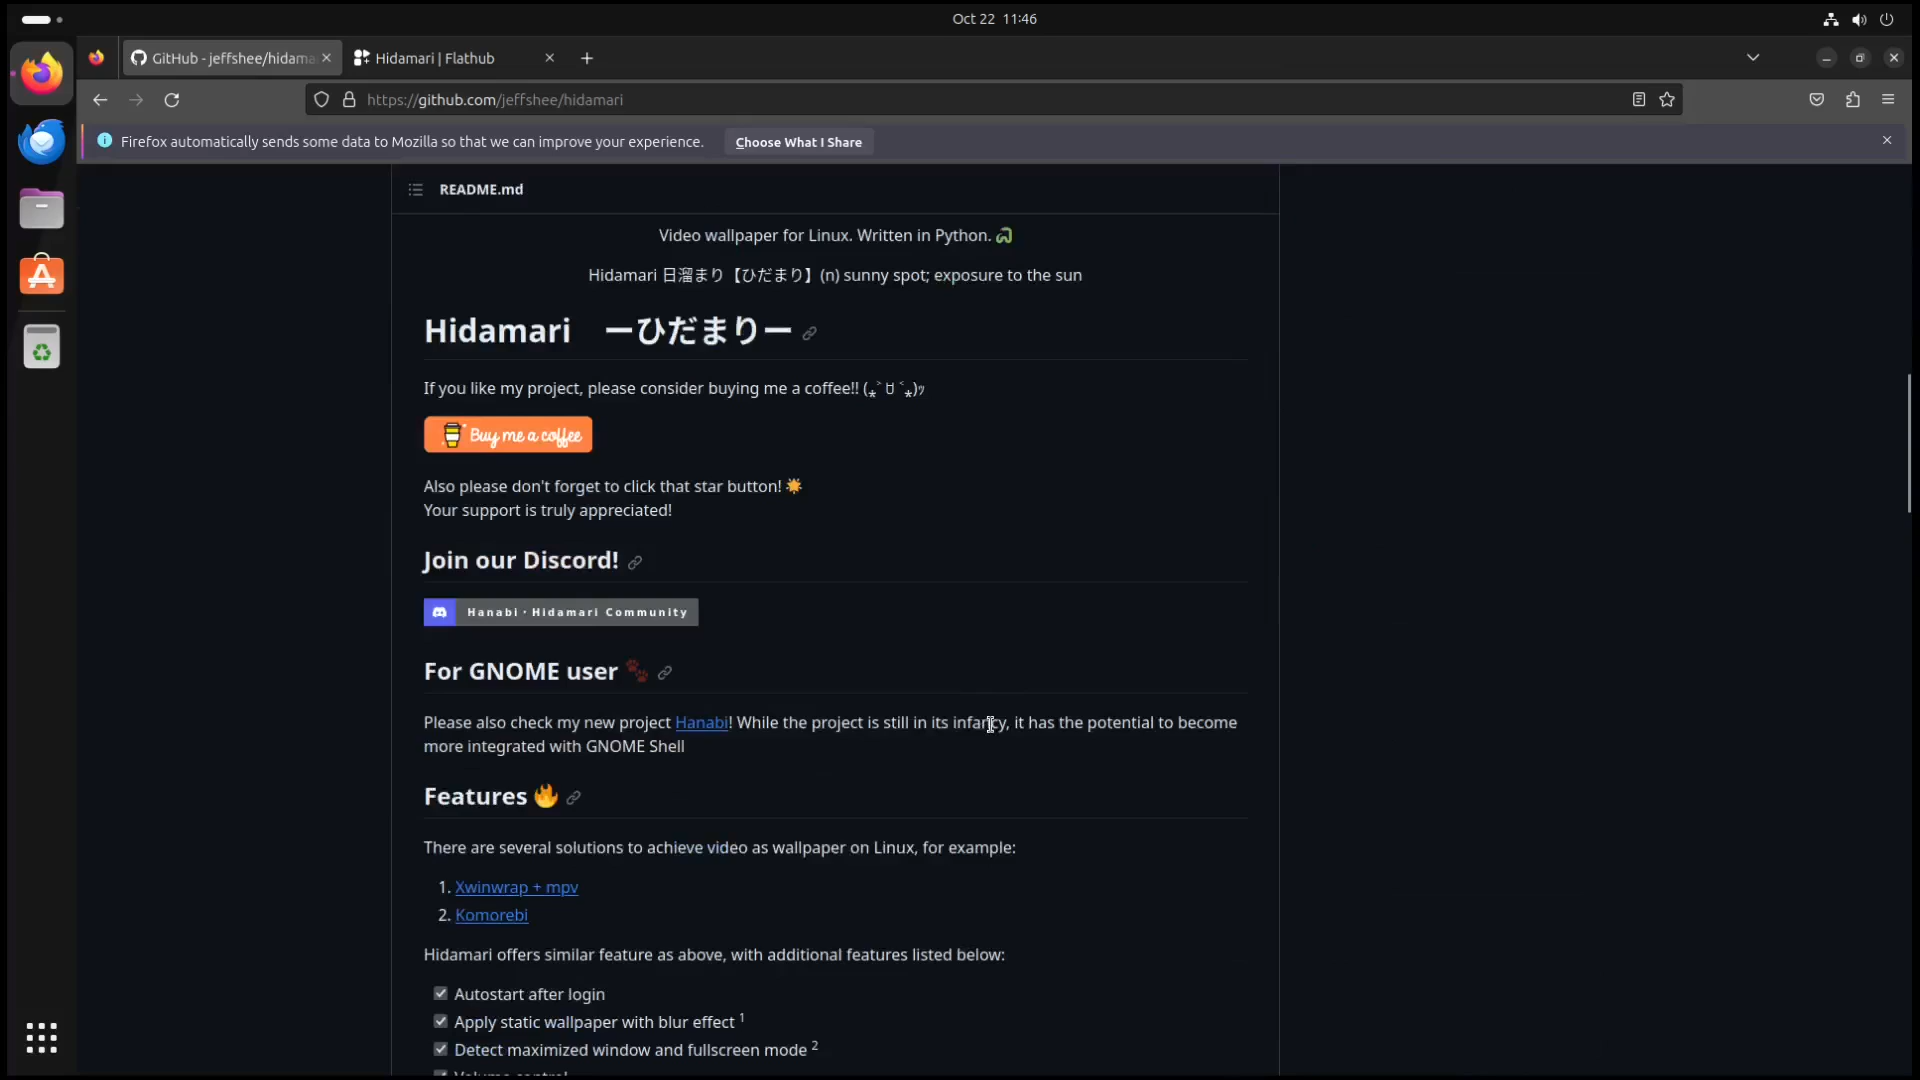 Oct 22 11:46
GitHub - jeffshee/hidama
Hidamari | Flathub
https://github.com/jeffshee/hidamari
Firefox automatically sends some data to Mozilla so that we can improve your experience.
Choose What I Share
README.md
Video wallpaper for Linux. Written in Python. 🐍
Hidamari 日溜まり【ひだまり】(n) sunny spot; exposure to the sun
Hidamari　ーひだまりー
If you like my project, please consider buying me a coffee!! (⁎˃ ꇴ ˂⁎)ｯ
Buy me a coffee
Also please don't forget to click that star button! 🌟
Your support is truly appreciated!
Join our Discord!
Hanabi・Hidamari Community
For GNOME user 🐾
Please also check my new project Hanabi! While the project is still in its infancy, it has the potential to become
more integrated with GNOME Shell
Features 🔥
There are several solutions to achieve video as wallpaper on Linux, for example:
1. Xwinwrap + mpv
2. Komorebi
Hidamari offers similar feature as above, with additional features listed below:
Autostart after login
Apply static wallpaper with blur effect 1
Detect maximized window and fullscreen mode 2